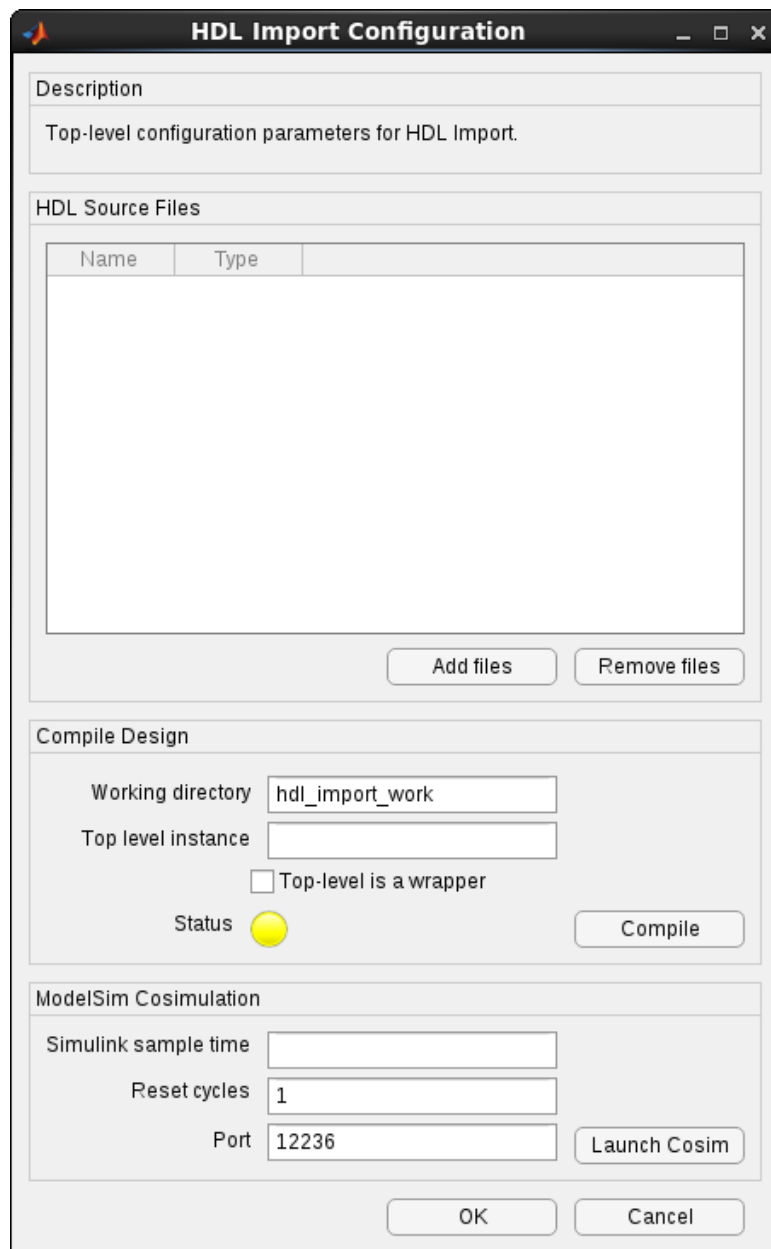 HDL Import Configuration
Description
Top-level configuration parameters for HDL Import.
HDL Source Files
Name Type
Add files Remove files
Compile Design
Working directory hdl_import_work
Top level instance
Top-level is a wrapper
Status Compile
ModelSim Cosimulation
Simulink sample time
Reset cycles 1
Port 12236 Launch Cosim
OK Cancel